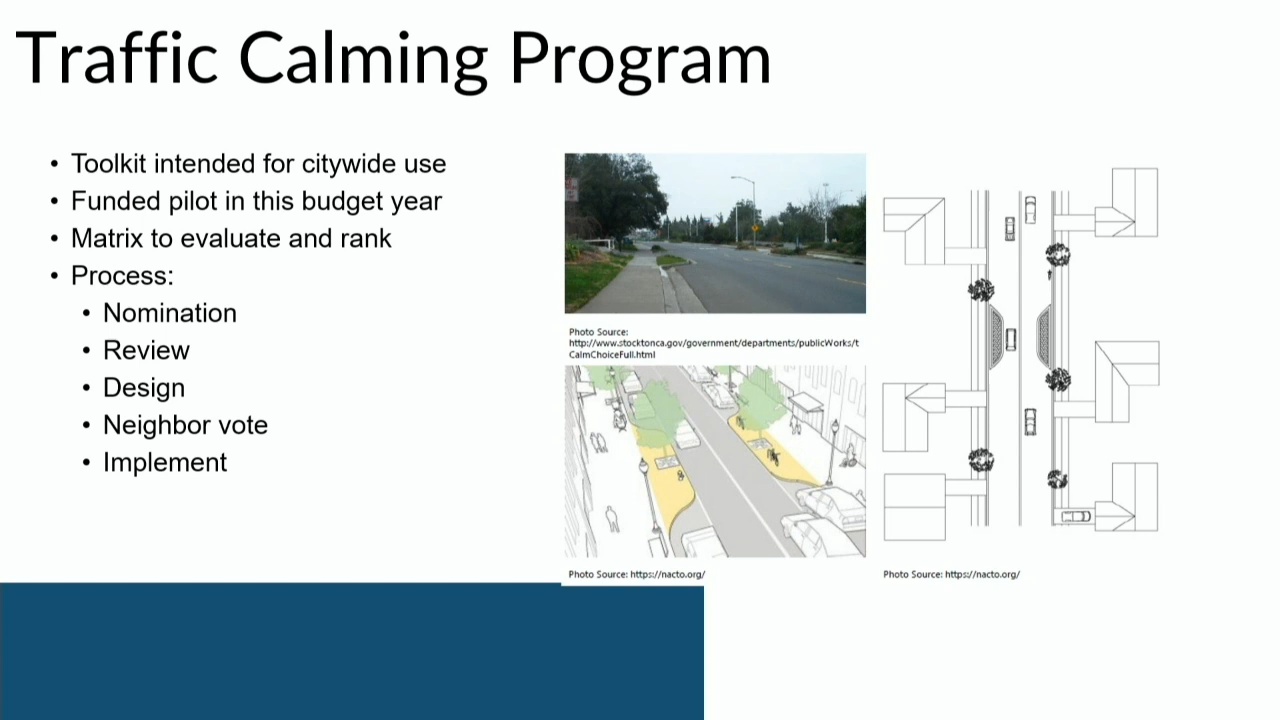 Traffic Calming Program
• Toolkit intended for citywide use
• Funded pilot in this budget year
• Matrix to evaluate and rank
• Process:
• Nomination
• Review
• Design
• Neighbor vote
• Implement
Photo Source:
http://www.stocktonca.gov/government/departments/publicWorks/t
CalmChoiceFull.html
Photo Source: https://nacto.org/
Photo Source: https://nacto.org/